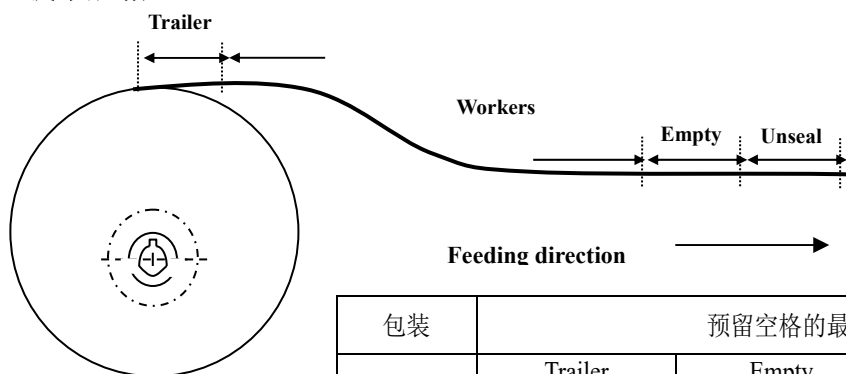 Trailer
Workers
Empty Unseal
Feeding direction
包装 预留空格的最
Trailer Empty